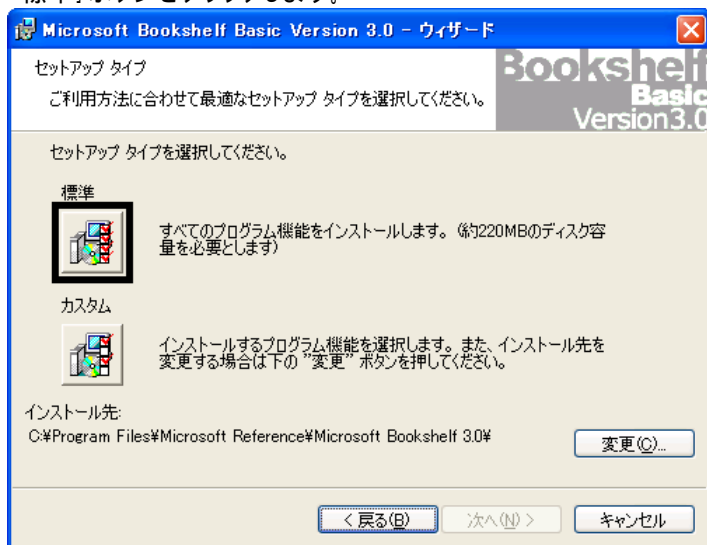 標準]ボタンをクリックします。
Microsoft Bookshelf Basic Version 3.0 - ウィザード
セットアップ タイプ
ご利用方法に合わせて最適なセットアップ タイプを選択してください。
Bookshelf
Basic
Version3.0
セットアップ タイプを選択してください。
標準
すべてのプログラム機能をインストールします。(約220MBのディスク容
量を必要とします)
カスタム
インストールするプログラム機能を選択します。また、インストール先を
変更する場合は下の "変更" ボタンを押してください。
インストール先:
C:¥Program Files¥Microsoft Reference¥Microsoft Bookshelf 3.0¥
変更(C)...
< 戻る(B)
次へ(N) >
キャンセル